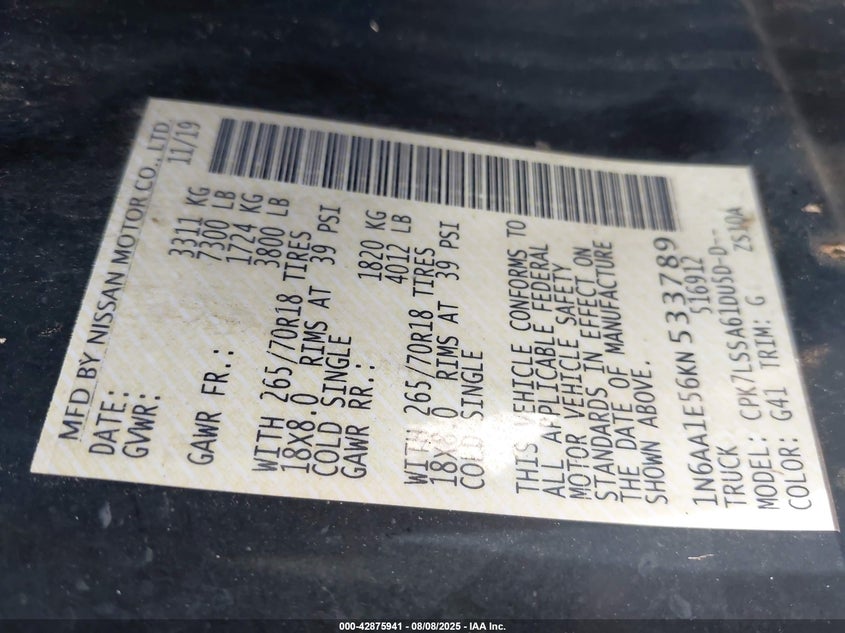 MFD BY NISSAN MOTOR CO., LTD.
DATE: 11/19
GVWR: 3311 KG
7300 LB
GAWR FR.: 1724 KG
3800 LB
WITH 265/70R18 TIRES
18X8.0 RIMS AT 39 PSI
COLD SINGLE
GAWR RR.: 1820 KG
4012 LB
WITH 265/70R18 TIRES
18X8.0 RIMS AT 39 PSI
COLD SINGLE
THIS VEHICLE CONFORMS TO
ALL APPLICABLE FEDERAL
MOTOR VEHICLE SAFETY
STANDARDS IN EFFECT ON
THE DATE OF MANUFACTURE
SHOWN ABOVE.
1N6AA1E56KN533789
TRUCK 516912
MODEL: CPK7LSSA61DU5D-D--
COLOR: G41 TRIM: G ZS10A
000-42875941 - 08/08/2025 - IAA Inc.